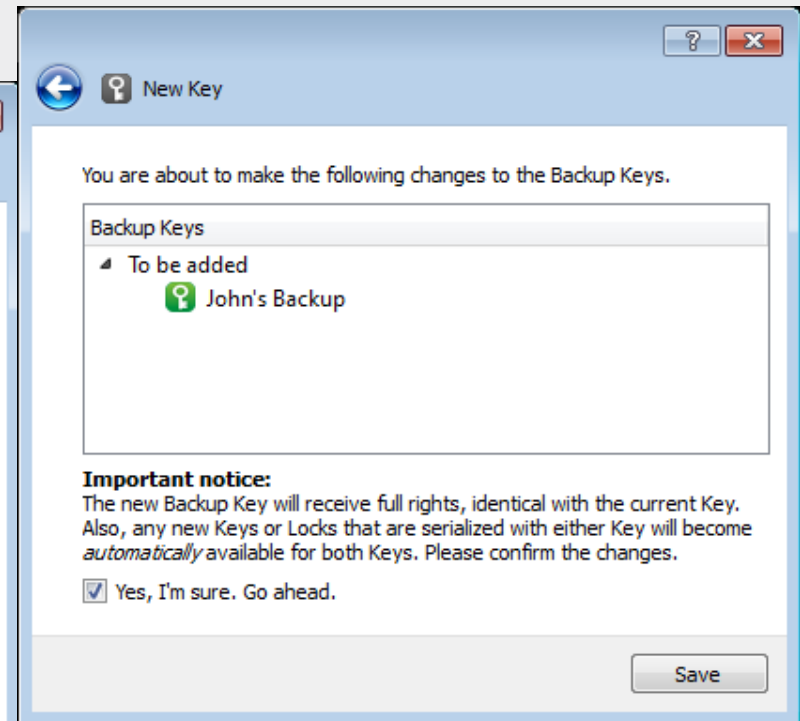 New Key
You are about to make the following changes to the Backup Keys.
Backup Keys
To be added
John's Backup
Important notice:
The new Backup Key will receive full rights, identical with the current Key.
Also, any new Keys or Locks that are serialized with either Key will become
automatically available for both Keys. Please confirm the changes.
Yes, I'm sure. Go ahead.
Save